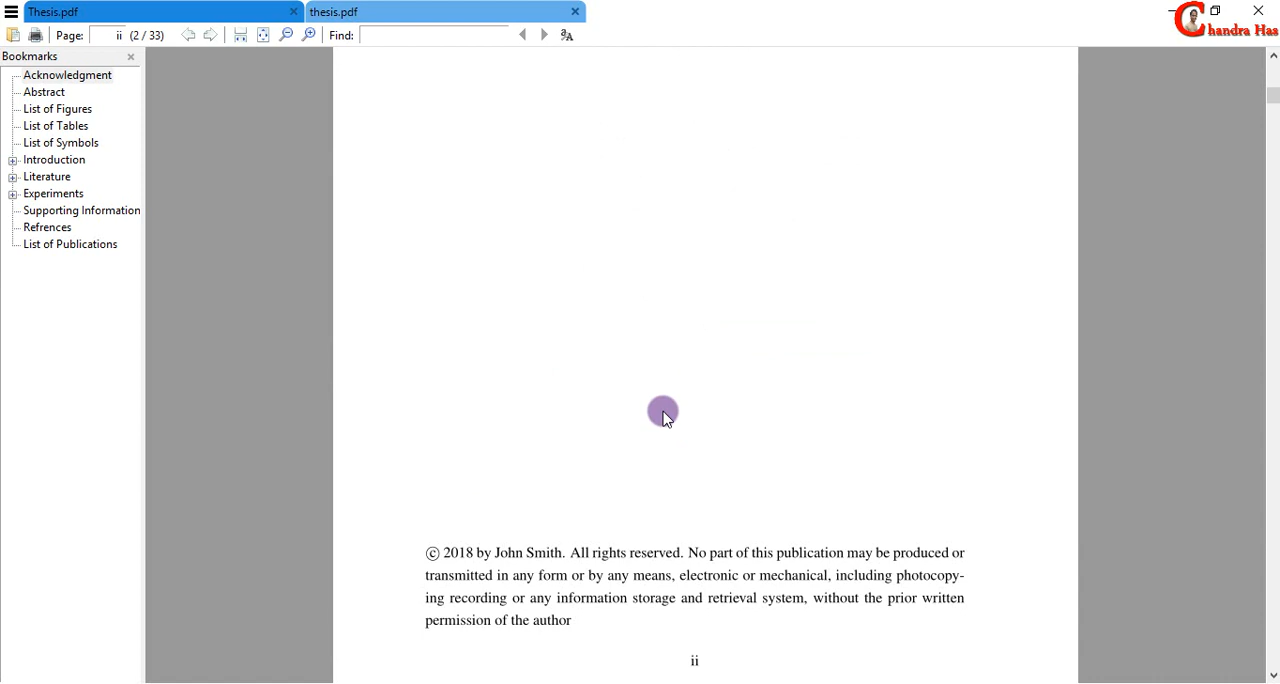 Thesis.pdf
thesis.pdf
Page: ii (2 / 33)
Find:
Chandra Has
Bookmarks
Acknowledgment
Abstract
List of Figures
List of Tables
List of Symbols
Introduction
Literature
Experiments
Supporting Information
Refrences
List of Publications
© 2018 by John Smith. All rights reserved. No part of this publication may be produced or
transmitted in any form or by any means, electronic or mechanical, including photocopy-
ing recording or any information storage and retrieval system, without the prior written
permission of the author
ii